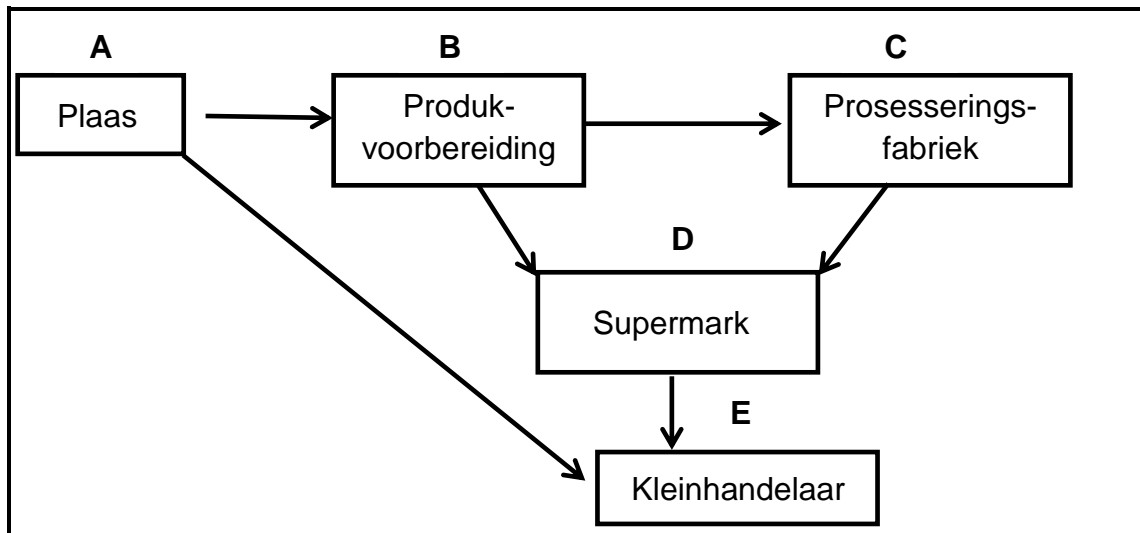 A
B
C
Plaas
Produk-
voorbereiding
Prosesserings-
fabriek
D
Supermark
E
Kleinhandelaar